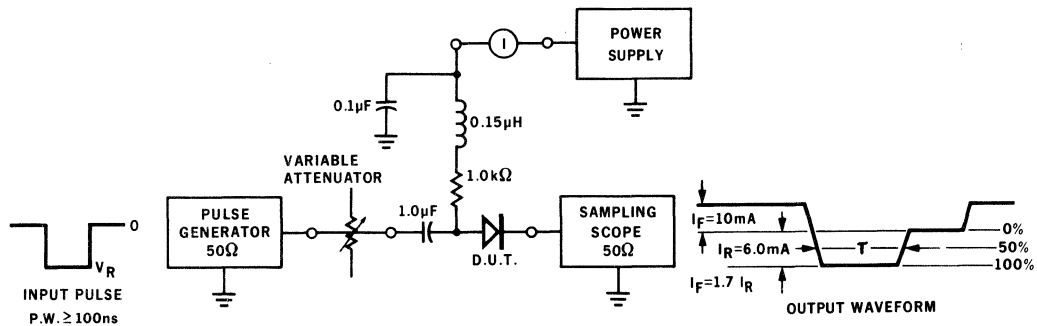 POWER
SUPPLY
I
0.1µF
0.15µH
VARIABLE
ATTENUATOR
1.0kΩ
PULSE
GENERATOR
50Ω
1.0µF
D.U.T.
SAMPLING
SCOPE
50Ω
0
V_R
INPUT PULSE
P.W. ≥ 100ns
I_F=10mA
0%
I_R=6.0mA
τ
50%
100%
I_F=1.7 I_R
OUTPUT WAVEFORM